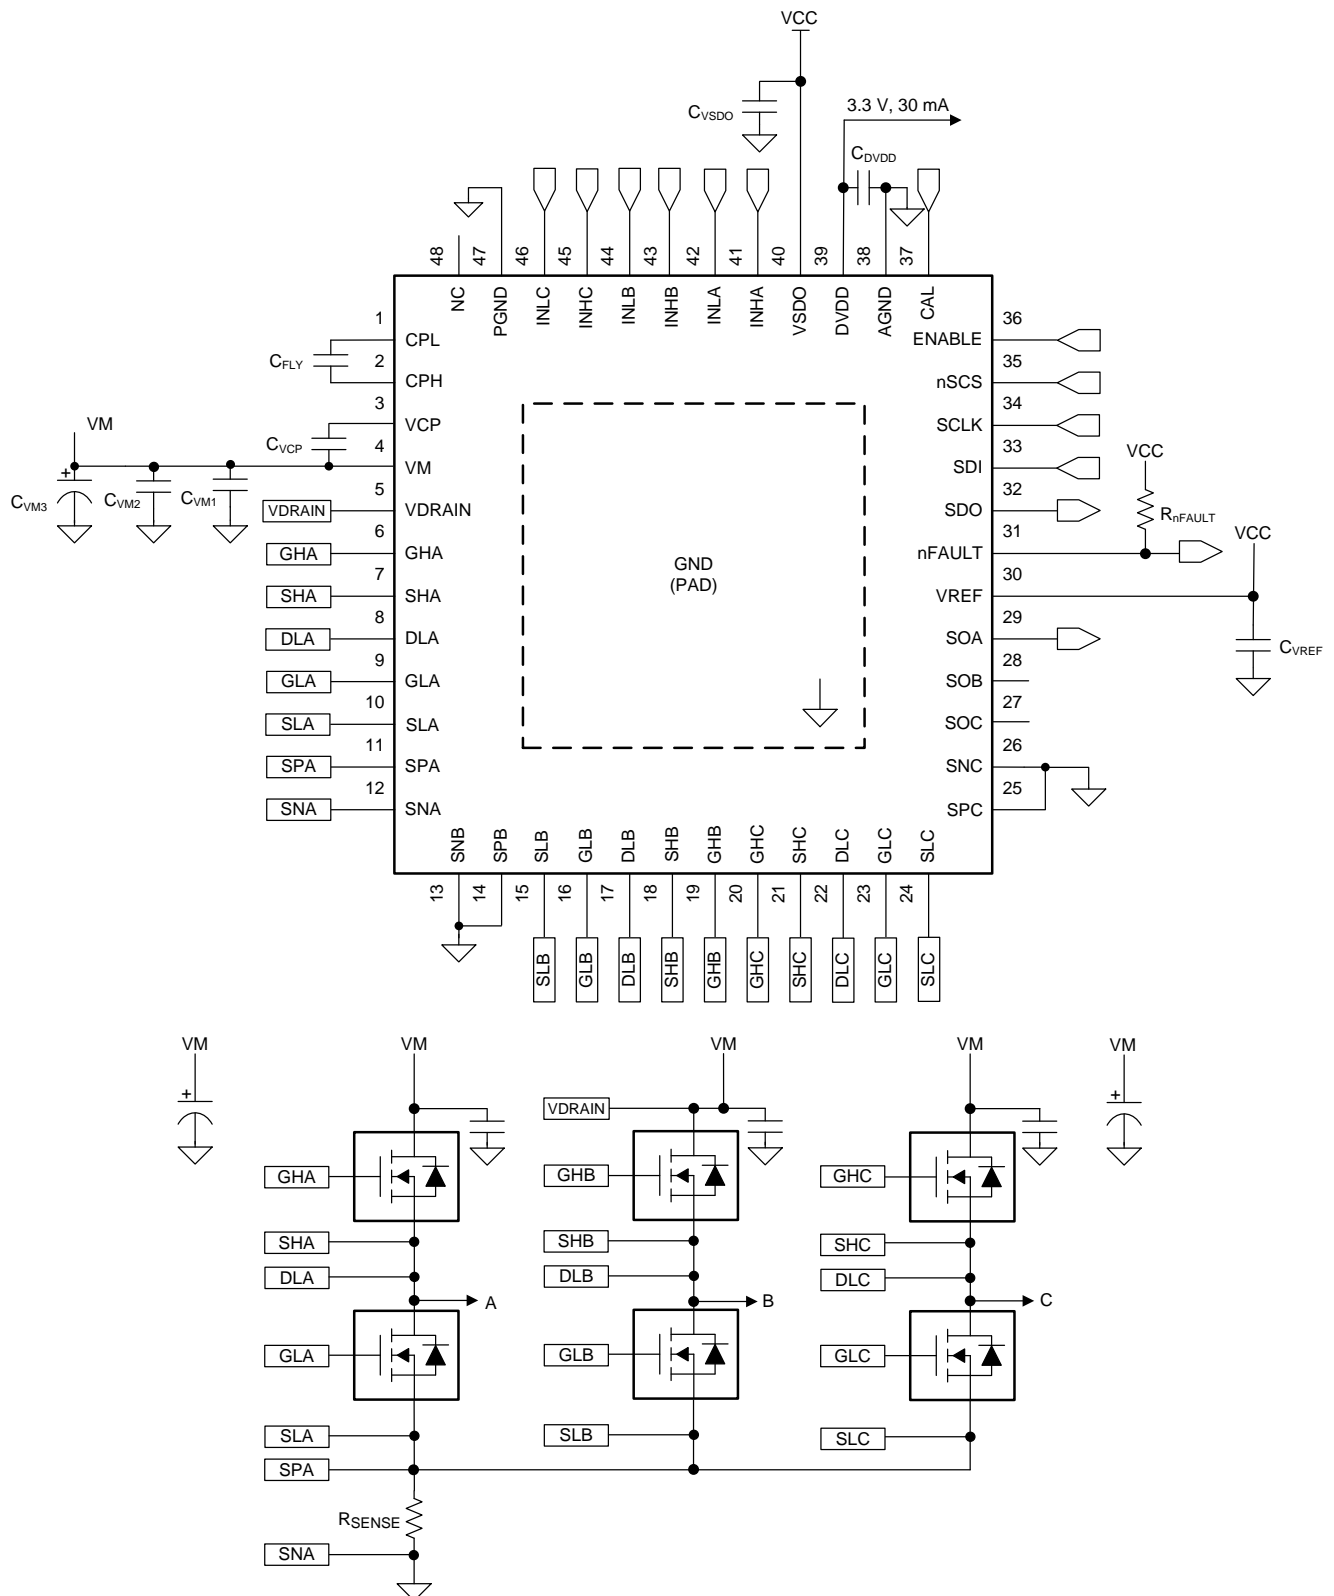 VCC
CVSDO
3.3 V, 30 mA
CDVDD
48 47 46 45 44 43 42 41 40 39 38 37
NC PGND INLC INHC INLB INHB INLA INHA VSDO DVDD AGND CAL
1
CPL
CFLY
2
CPH
3
VCP
CVCP
4
VM
VM
CVM3
CVM2
CVM1
5
VDRAIN
VDRAIN
6
GHA
GHA
7
SHA
SHA
8
DLA
DLA
9
GLA
GLA
10
SLA
SLA
11
SPA
SPA
12
SNA
SNA
GND
(PAD)
36
ENABLE
35
nSCS
34
SCLK
33
SDI
32
SDO
VCC
RnFAULT
31
nFAULT
VCC
30
VREF
CVREF
29
SOA
28
SOB
27
SOC
26
SNC
25
SPC
SNB SPB SLB GLB DLB SHB GHB GHC SHC DLC GLC SLC
13 14 15 16 17 18 19 20 21 22 23 24
SLB GLB DLB SHB GHB GHC SHC DLC GLC SLC
VM VM VM VM VM
+ +
VDRAIN
GHA GHB GHC
SHA SHB SHC
DLA DLB DLC
A B C
GLA GLB GLC
SLA SLB SLC
SPA
RSENSE
SNA